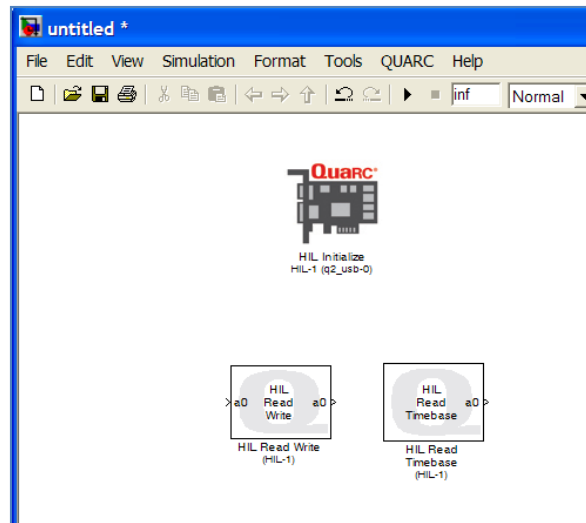 untitled *
File Edit View Simulation Format Tools QUARC Help
inf Normal
QUARC
HIL Initialize
HIL-1 (q2_usb-0)
a0 HIL Read Write a0
HIL Read Write
(HIL-1)
HIL Read Timebase a0
HIL Read
Timebase
(HIL-1)